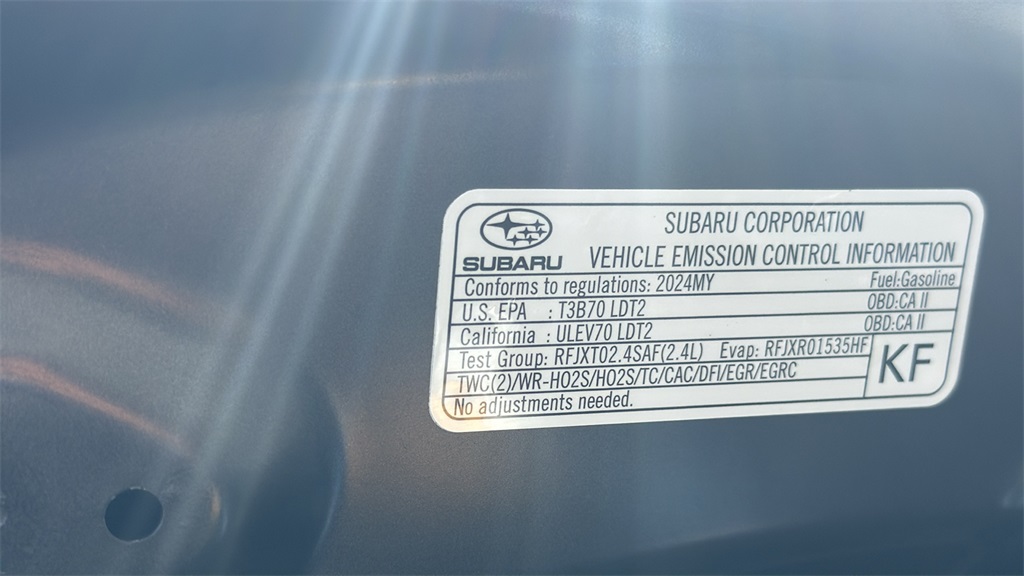 SUBARU CORPORATION
SUBARU VEHICLE EMISSION CONTROL INFORMATION
Conforms to regulations: 2024MY Fuel:Gasoline
U.S. EPA : T3B70 LDT2 OBD:CA II
California : ULEV70 LDT2 OBD:CA II
Test Group: RFJXT02.4SAF(2.4L) Evap: RFJXR01535HF
TWC(2)/WR-HO2S/HO2S/TC/CAC/DFI/EGR/EGRC KF
No adjustments needed.